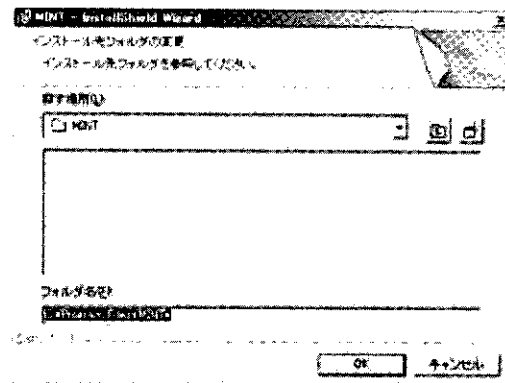 MINT - InstallShield Wizard
インストール先フォルダの変更
インストール先フォルダを参照してください。
探す場所(L):
MINT
フォルダ名(E):
OK
キャンセル